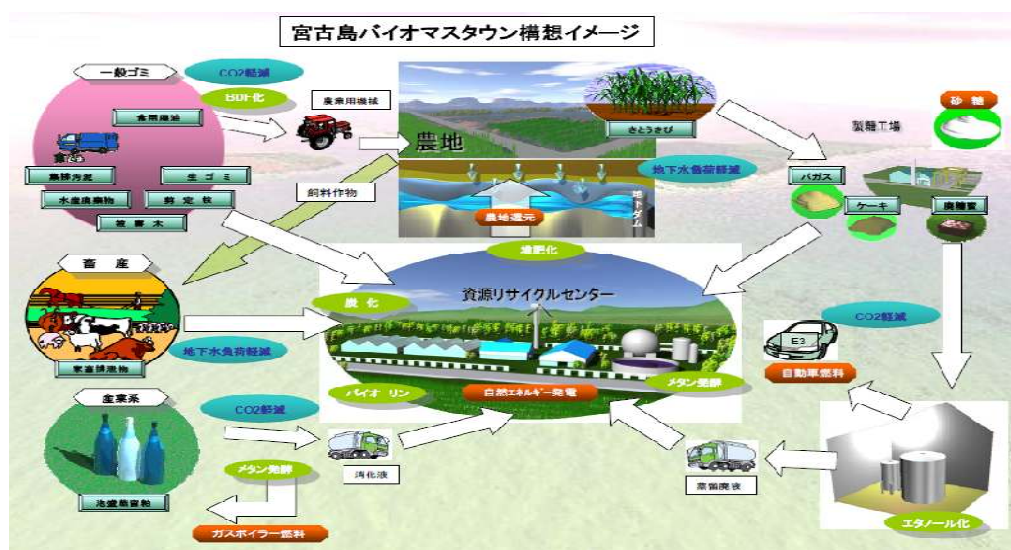 宮古島バイオマスタウン構想イメージ
一般ゴミ
CO2軽減
BDF化
農業用機械
食用廃油
集排汚泥
生ゴミ
水産廃棄物
剪定枝
被害木
農地
さとうきび
地下水負荷軽減
地下ダム
農地還元
飼料作物
砂糖
製糖工場
バガス
ケーキ
廃糖蜜
畜産
家畜排泄物
地下水負荷軽減
堆肥化
炭化
資源リサイクルセンター
バイオリン
自然エネルギー発電
メタン発酵
CO2軽減
E3
自動車燃料
産業系
CO2軽減
メタン発酵
消化液
ガスボイラー燃料
泡盛蒸留粕
蒸留廃液
エタノール化